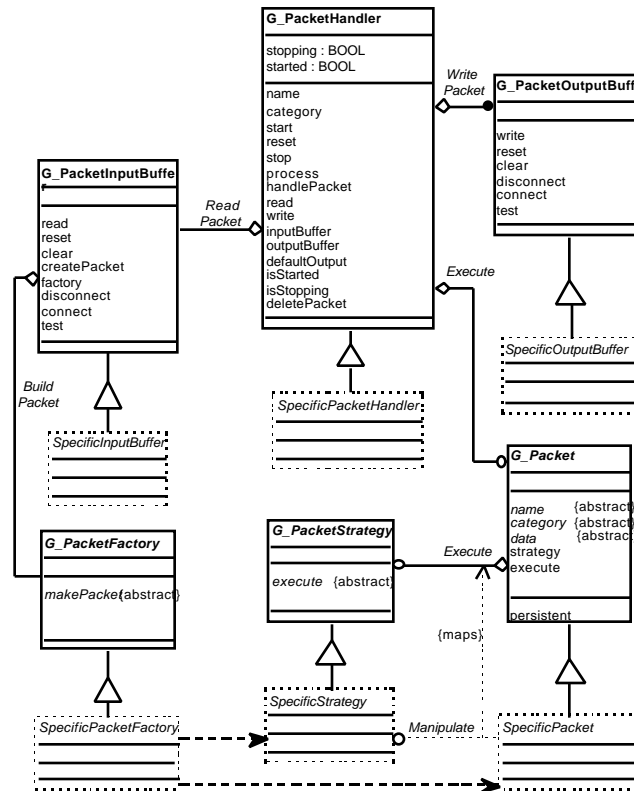 G_PacketHandler
stopping : BOOL
started : BOOL
name
category
start
reset
stop
process
handlePacket
read
write
inputBuffer
outputBuffer
defaultOutput
isStarted
isStopping
deletePacket
Write
Packet
G_PacketOutputBuff
write
reset
clear
disconnect
connect
test
G_PacketInputBuffe
r
read
reset
clear
createPacket
factory
disconnect
connect
test
Read
Packet
Execute
SpecificOutputBuffer
Build
Packet
SpecificInputBuffer
SpecificPacketHandler
G_Packet
name {abstract}
category {abstract}
data {abstract}
strategy
execute
persistent
G_PacketFactory
makePacket{abstract}
G_PacketStrategy
execute {abstract}
Execute
{maps}
SpecificPacketFactory
SpecificStrategy
Manipulate
SpecificPacket